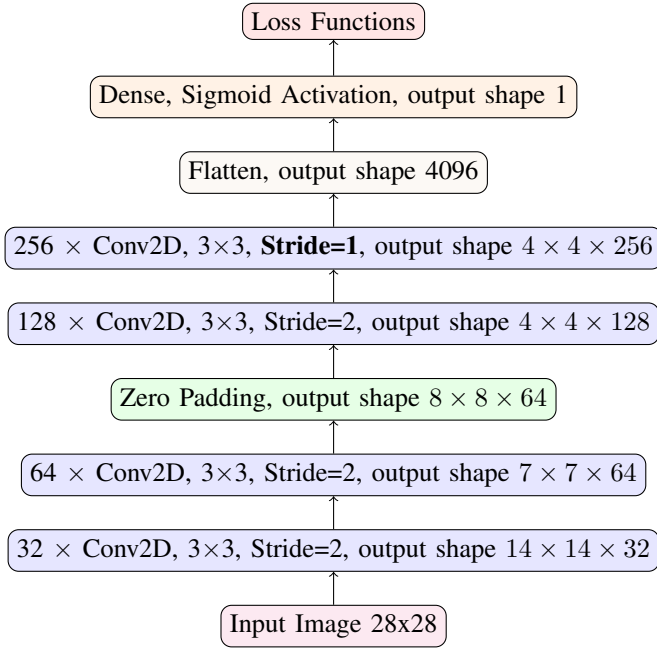 Loss Functions
Dense, Sigmoid Activation, output shape 1
Flatten, output shape 4096
256 × Conv2D, 3×3, Stride=1, output shape 4 × 4 × 256
128 × Conv2D, 3×3, Stride=2, output shape 4 × 4 × 128
Zero Padding, output shape 8 × 8 × 64
64 × Conv2D, 3×3, Stride=2, output shape 7 × 7 × 64
32 × Conv2D, 3×3, Stride=2, output shape 14 × 14 × 32
Input Image 28x28